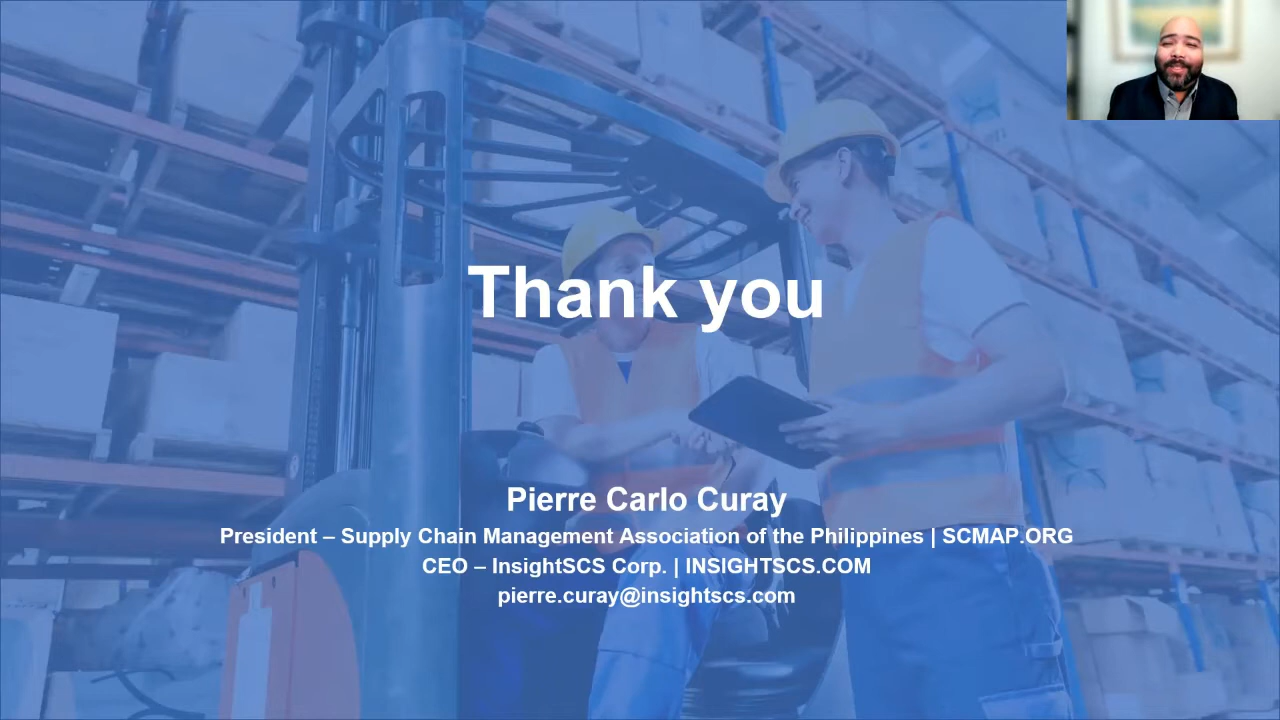 Thank you
Pierre Carlo Curay
President – Supply Chain Management Association of the Philippines | SCMAP.ORG
CEO – InsightSCS Corp. | INSIGHTSCS.COM
pierre.curay@insightscs.com